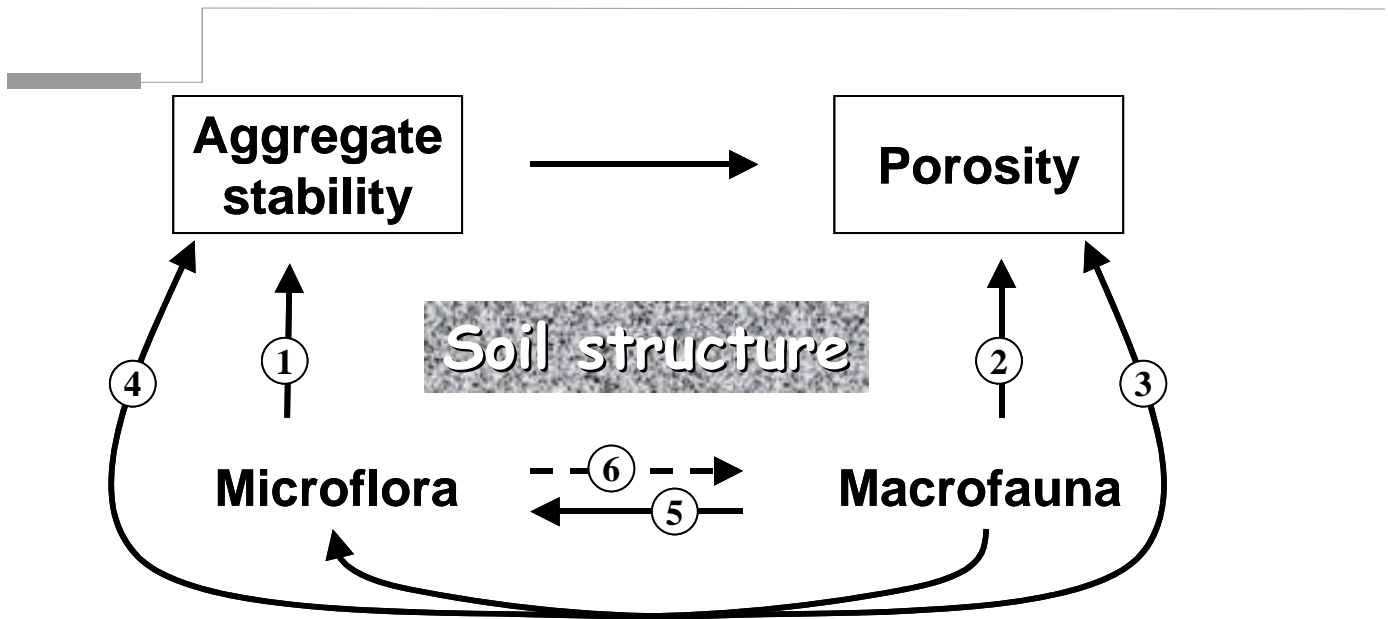 Aggregate
stability
Porosity
Soil structure
4
1
2
3
6
Microflora
Macrofauna
5